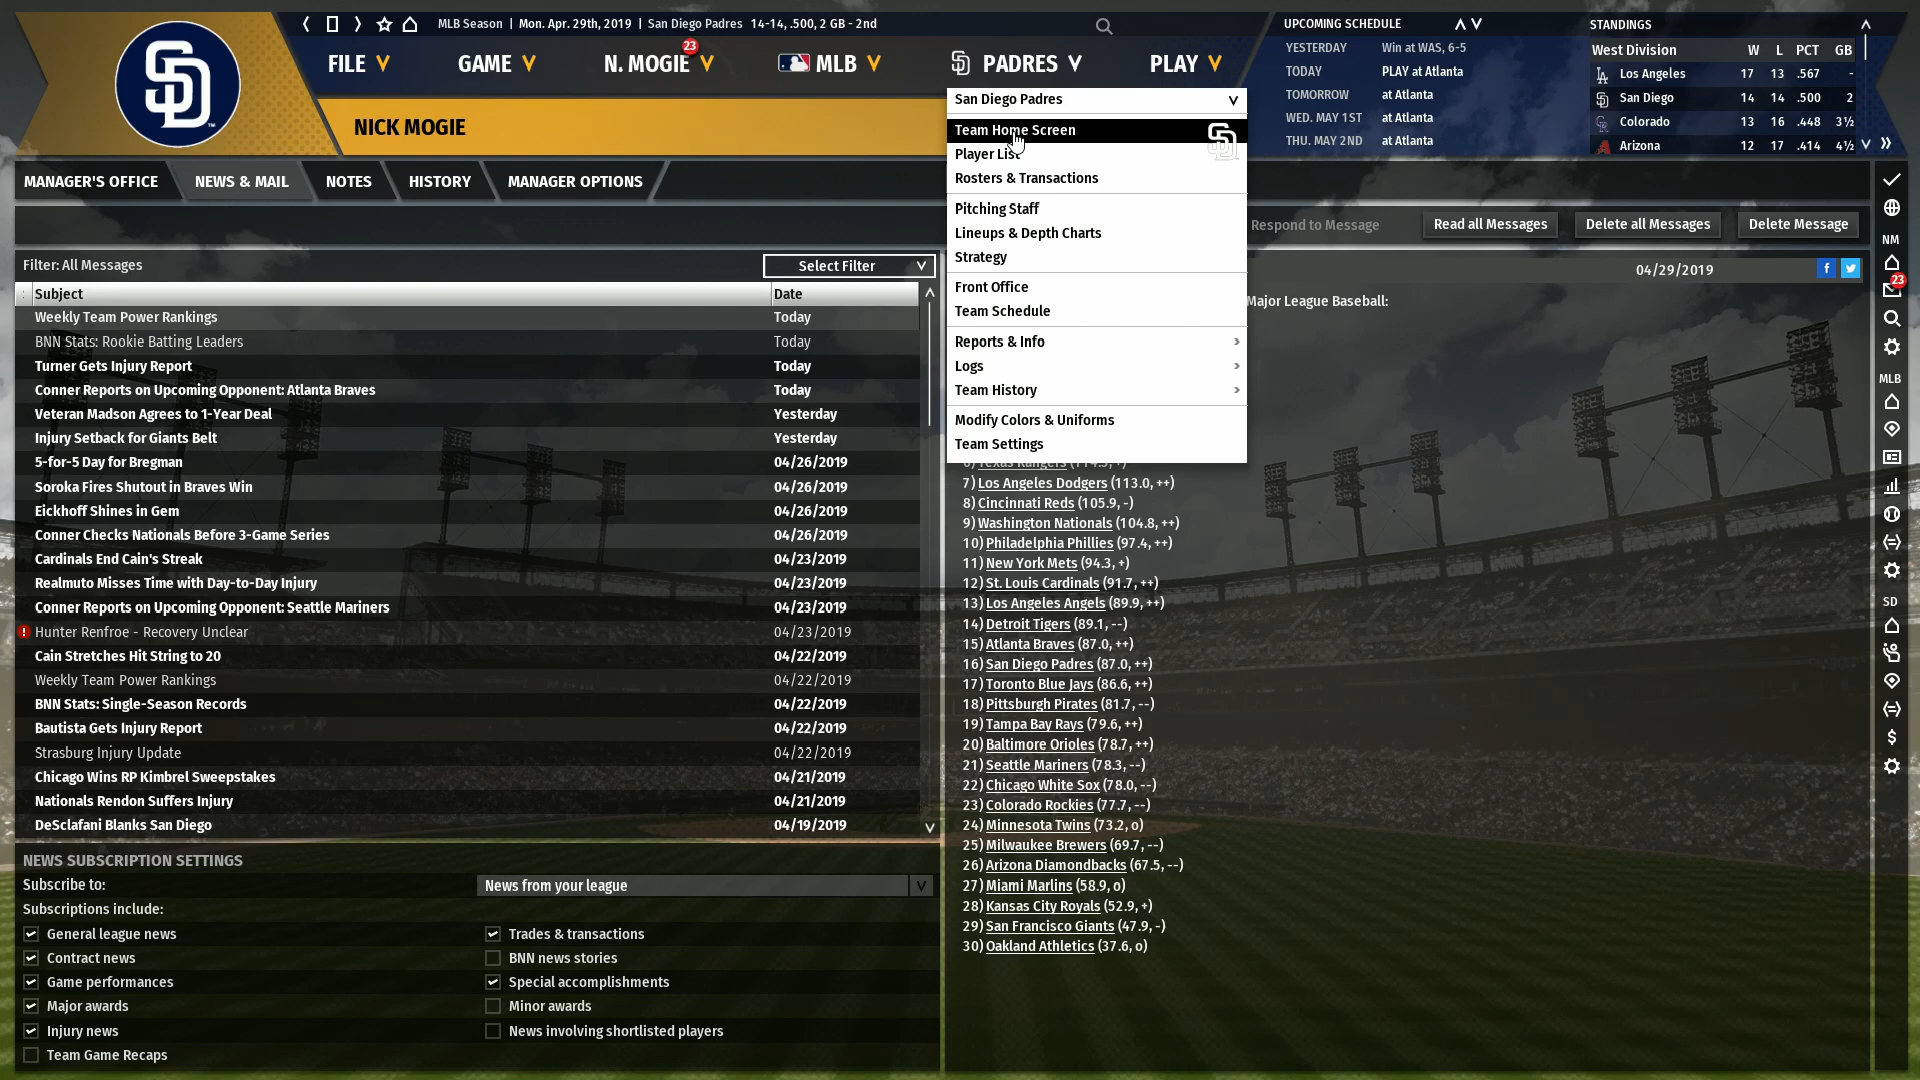 MLB Season | Mon. Apr. 29th, 2019 | San Diego Padres 14-14, .500, 2 GB - 2nd
FILE GAME N. MOGIE 23 MLB PADRES PLAY
NICK MOGIE
UPCOMING SCHEDULE
YESTERDAY Win at WAS, 6-5
TODAY PLAY at Atlanta
TOMORROW at Atlanta
WED. MAY 1ST at Atlanta
THU. MAY 2ND at Atlanta
STANDINGS
West Division W L PCT GB
Los Angeles 17 13 .567 -
San Diego 14 14 .500 2
Colorado 13 16 .448 3½
Arizona 12 17 .414 4½
San Diego Padres
Team Home Screen
Player List
Rosters & Transactions
Pitching Staff
Lineups & Depth Charts
Strategy
Front Office
Team Schedule
Reports & Info
Logs
Team History
Modify Colors & Uniforms
Team Settings
MANAGER'S OFFICE NEWS & MAIL NOTES HISTORY MANAGER OPTIONS
Respond to Message Read all Messages Delete all Messages Delete Message
Filter: All Messages Select Filter
Subject Date
Weekly Team Power Rankings Today
BNN Stats: Rookie Batting Leaders Today
Turner Gets Injury Report Today
Conner Reports on Upcoming Opponent: Atlanta Braves Today
Veteran Madson Agrees to 1-Year Deal Yesterday
Injury Setback for Giants Belt Yesterday
5-for-5 Day for Bregman 04/26/2019
Soroka Fires Shutout in Braves Win 04/26/2019
Eickhoff Shines in Gem 04/26/2019
Conner Checks Nationals Before 3-Game Series 04/26/2019
Cardinals End Cain's Streak 04/23/2019
Realmuto Misses Time with Day-to-Day Injury 04/23/2019
Conner Reports on Upcoming Opponent: Seattle Mariners 04/23/2019
Hunter Renfroe - Recovery Unclear 04/23/2019
Cain Stretches Hit String to 20 04/22/2019
Weekly Team Power Rankings 04/22/2019
BNN Stats: Single-Season Records 04/22/2019
Bautista Gets Injury Report 04/22/2019
Strasburg Injury Update 04/22/2019
Chicago Wins RP Kimbrel Sweepstakes 04/21/2019
Nationals Rendon Suffers Injury 04/21/2019
DeSclafani Blanks San Diego 04/19/2019
NEWS SUBSCRIPTION SETTINGS
Subscribe to: News from your league
Subscriptions include:
General league news Trades & transactions
Contract news BNN news stories
Game performances Special accomplishments
Major awards Minor awards
Injury news News involving shortlisted players
Team Game Recaps
04/29/2019
Major League Baseball:
6) Texas Rangers
7) Los Angeles Dodgers (113.0, ++)
8) Cincinnati Reds (105.9, -)
9) Washington Nationals (104.8, ++)
10) Philadelphia Phillies (97.4, ++)
11) New York Mets (94.3, +)
12) St. Louis Cardinals (91.7, ++)
13) Los Angeles Angels (89.9, ++)
14) Detroit Tigers (89.1, --)
15) Atlanta Braves (87.0, ++)
16) San Diego Padres (87.0, ++)
17) Toronto Blue Jays (86.6, ++)
18) Pittsburgh Pirates (81.7, --)
19) Tampa Bay Rays (79.6, ++)
20) Baltimore Orioles (78.7, ++)
21) Seattle Mariners (78.3, --)
22) Chicago White Sox (78.0, --)
23) Colorado Rockies (77.7, --)
24) Minnesota Twins (73.2, o)
25) Milwaukee Brewers (69.7, --)
26) Arizona Diamondbacks (67.5, --)
27) Miami Marlins (58.9, o)
28) Kansas City Royals (52.9, +)
29) San Francisco Giants (47.9, -)
30) Oakland Athletics (37.6, o)
NM
23
MLB
SD